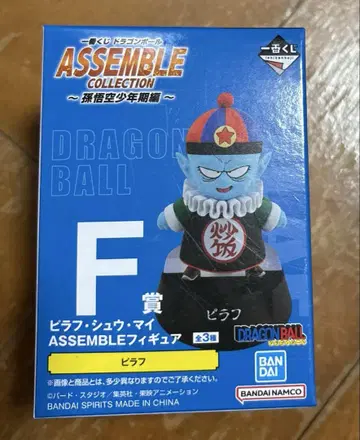 一番くじ ドラゴンボール
ASSEMBLE
COLLECTION
～孫悟空少年期編～
一番くじ
DRAGON
BALL
炒飯
F賞
ピラフ
ピラフ・シュウ・マイ
ASSEMBLEフィギュア 全3種
ピラフ
DRAGONBALL
BANDAI
※画像と商品とは、多少異なりますのでご了承ください。
©バード・スタジオ／集英社・東映アニメーション
BANDAI SPIRITS MADE IN CHINA
BANDAI NAMCO